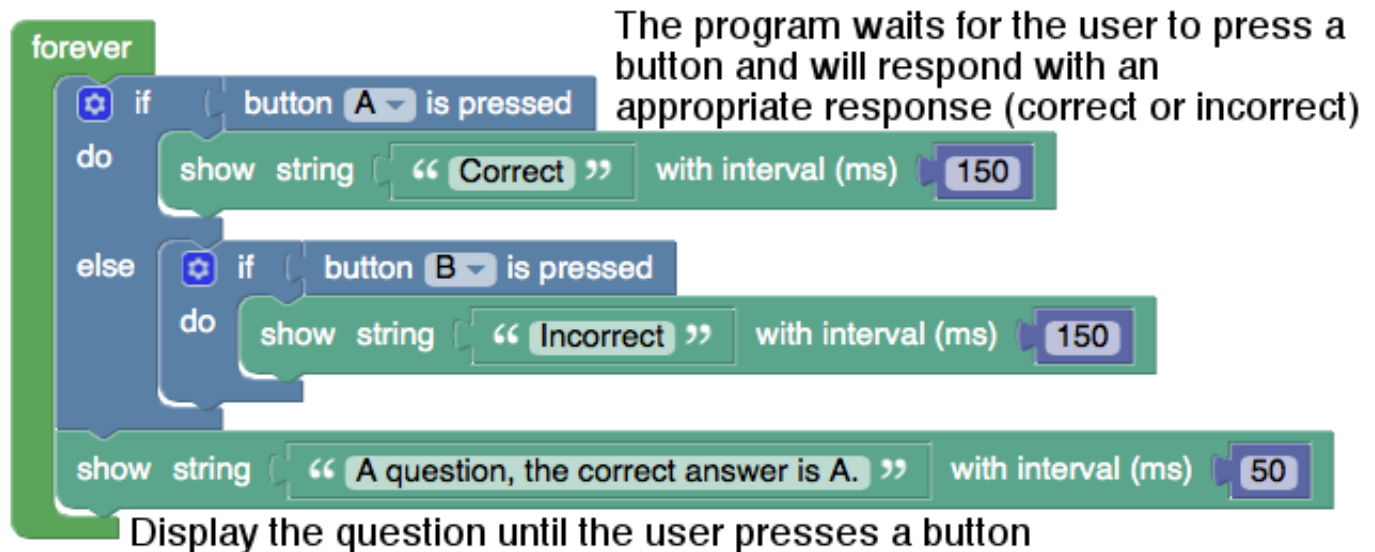 The program waits for the user to press a
button and will respond with an
appropriate response (correct or incorrect)
forever
if button A is pressed
do show string “ Correct ” with interval (ms) 150
else if button B is pressed
do show string “ Incorrect ” with interval (ms) 150
show string “ A question, the correct answer is A. ” with interval (ms) 50
Display the question until the user presses a button